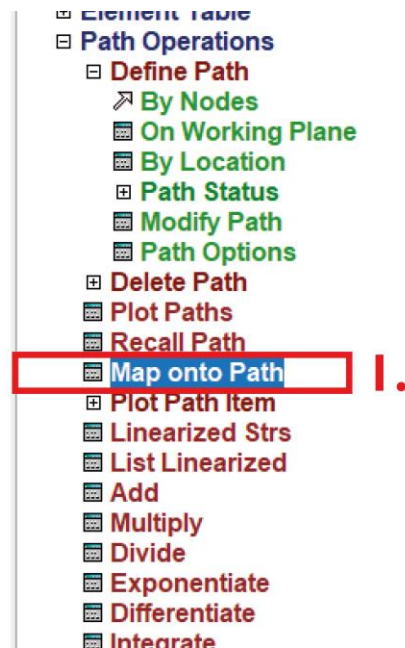 Element Table
Path Operations
Define Path
By Nodes
On Working Plane
By Location
Path Status
Modify Path
Path Options
Delete Path
Plot Paths
Recall Path
Map onto Path
1.
Plot Path Item
Linearized Strs
List Linearized
Add
Multiply
Divide
Exponentiate
Differentiate
Integrate